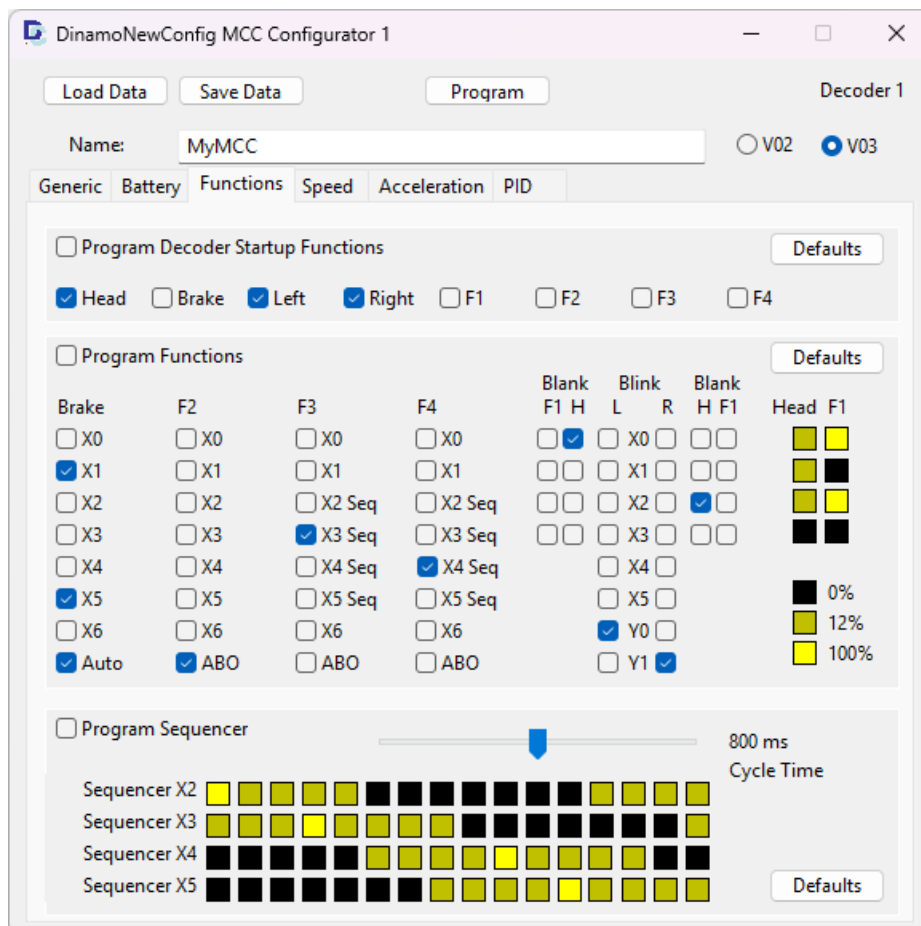 DinamoNewConfig MCC Configurator 1
Load Data Save Data Program Decoder 1
Name: MyMCC V02 V03
Generic Battery Functions Speed Acceleration PID
Program Decoder Startup Functions Defaults
Head Brake Left Right F1 F2 F3 F4
Program Functions Defaults
Blank Blink Blank
Brake F2 F3 F4 F1 H L R H F1 Head F1
X0 X0 X0 X0 X0
X1 X1 X1 X1 X1
X2 X2 X2 Seq X2 Seq X2
X3 X3 X3 Seq X3 Seq X3
X4 X4 X4 Seq X4 Seq X4
X5 X5 X5 Seq X5 Seq X5 0%
X6 X6 X6 X6 Y0 12%
Auto ABO ABO ABO Y1 100%
Program Sequencer 800 ms
Cycle Time
Sequencer X2
Sequencer X3
Sequencer X4
Sequencer X5 Defaults